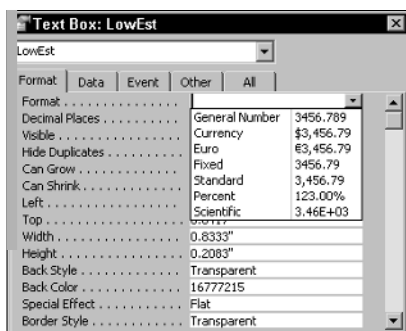 Text Box: LowEst
LowEst
Format Data Event Other All
Format . . . . . . . . . . . . . . .
Decimal Places . . . . . . . . . . General Number 3456.789
Visible . . . . . . . . . . . . . . . . Currency $3,456.79
Hide Duplicates . . . . . . . . . . Euro €3,456.79
Can Grow . . . . . . . . . . . . . Fixed 3456.79
Can Shrink . . . . . . . . . . . . . Standard 3,456.79
Left . . . . . . . . . . . . . . . . . . Percent 123.00%
Top . . . . . . . . . . . . . . . . . . Scientific 3.46E+03
Width . . . . . . . . . . . . . . . . 0.8333"
Height . . . . . . . . . . . . . . . . 0.2083"
Back Style . . . . . . . . . . . . . Transparent
Back Color . . . . . . . . . . . . . 16777215
Special Effect . . . . . . . . . . . Flat
Border Style . . . . . . . . . . . . Transparent